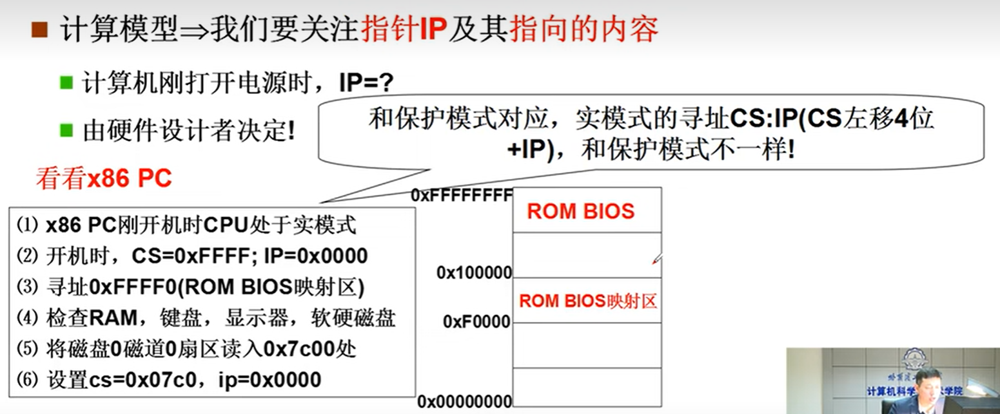 计算模型⇒我们要关注指针IP及其指向的内容
计算机刚打开电源时，IP=?
由硬件设计者决定!
和保护模式对应，实模式的寻址CS:IP(CS左移4位
+IP)，和保护模式不一样!
看看x86 PC
⑴ x86 PC刚开机时CPU处于实模式
⑵ 开机时，CS=0xFFFF; IP=0x0000
⑶ 寻址0xFFFF0(ROM BIOS映射区)
⑷ 检查RAM，键盘，显示器，软硬磁盘
⑸ 将磁盘0磁道0扇区读入0x7c00处
⑹ 设置cs=0x07c0，ip=0x0000
0xFFFFFFFF
ROM BIOS
0x100000
ROM BIOS映射区
0xF0000
0x00000000
计算机科学
术学院